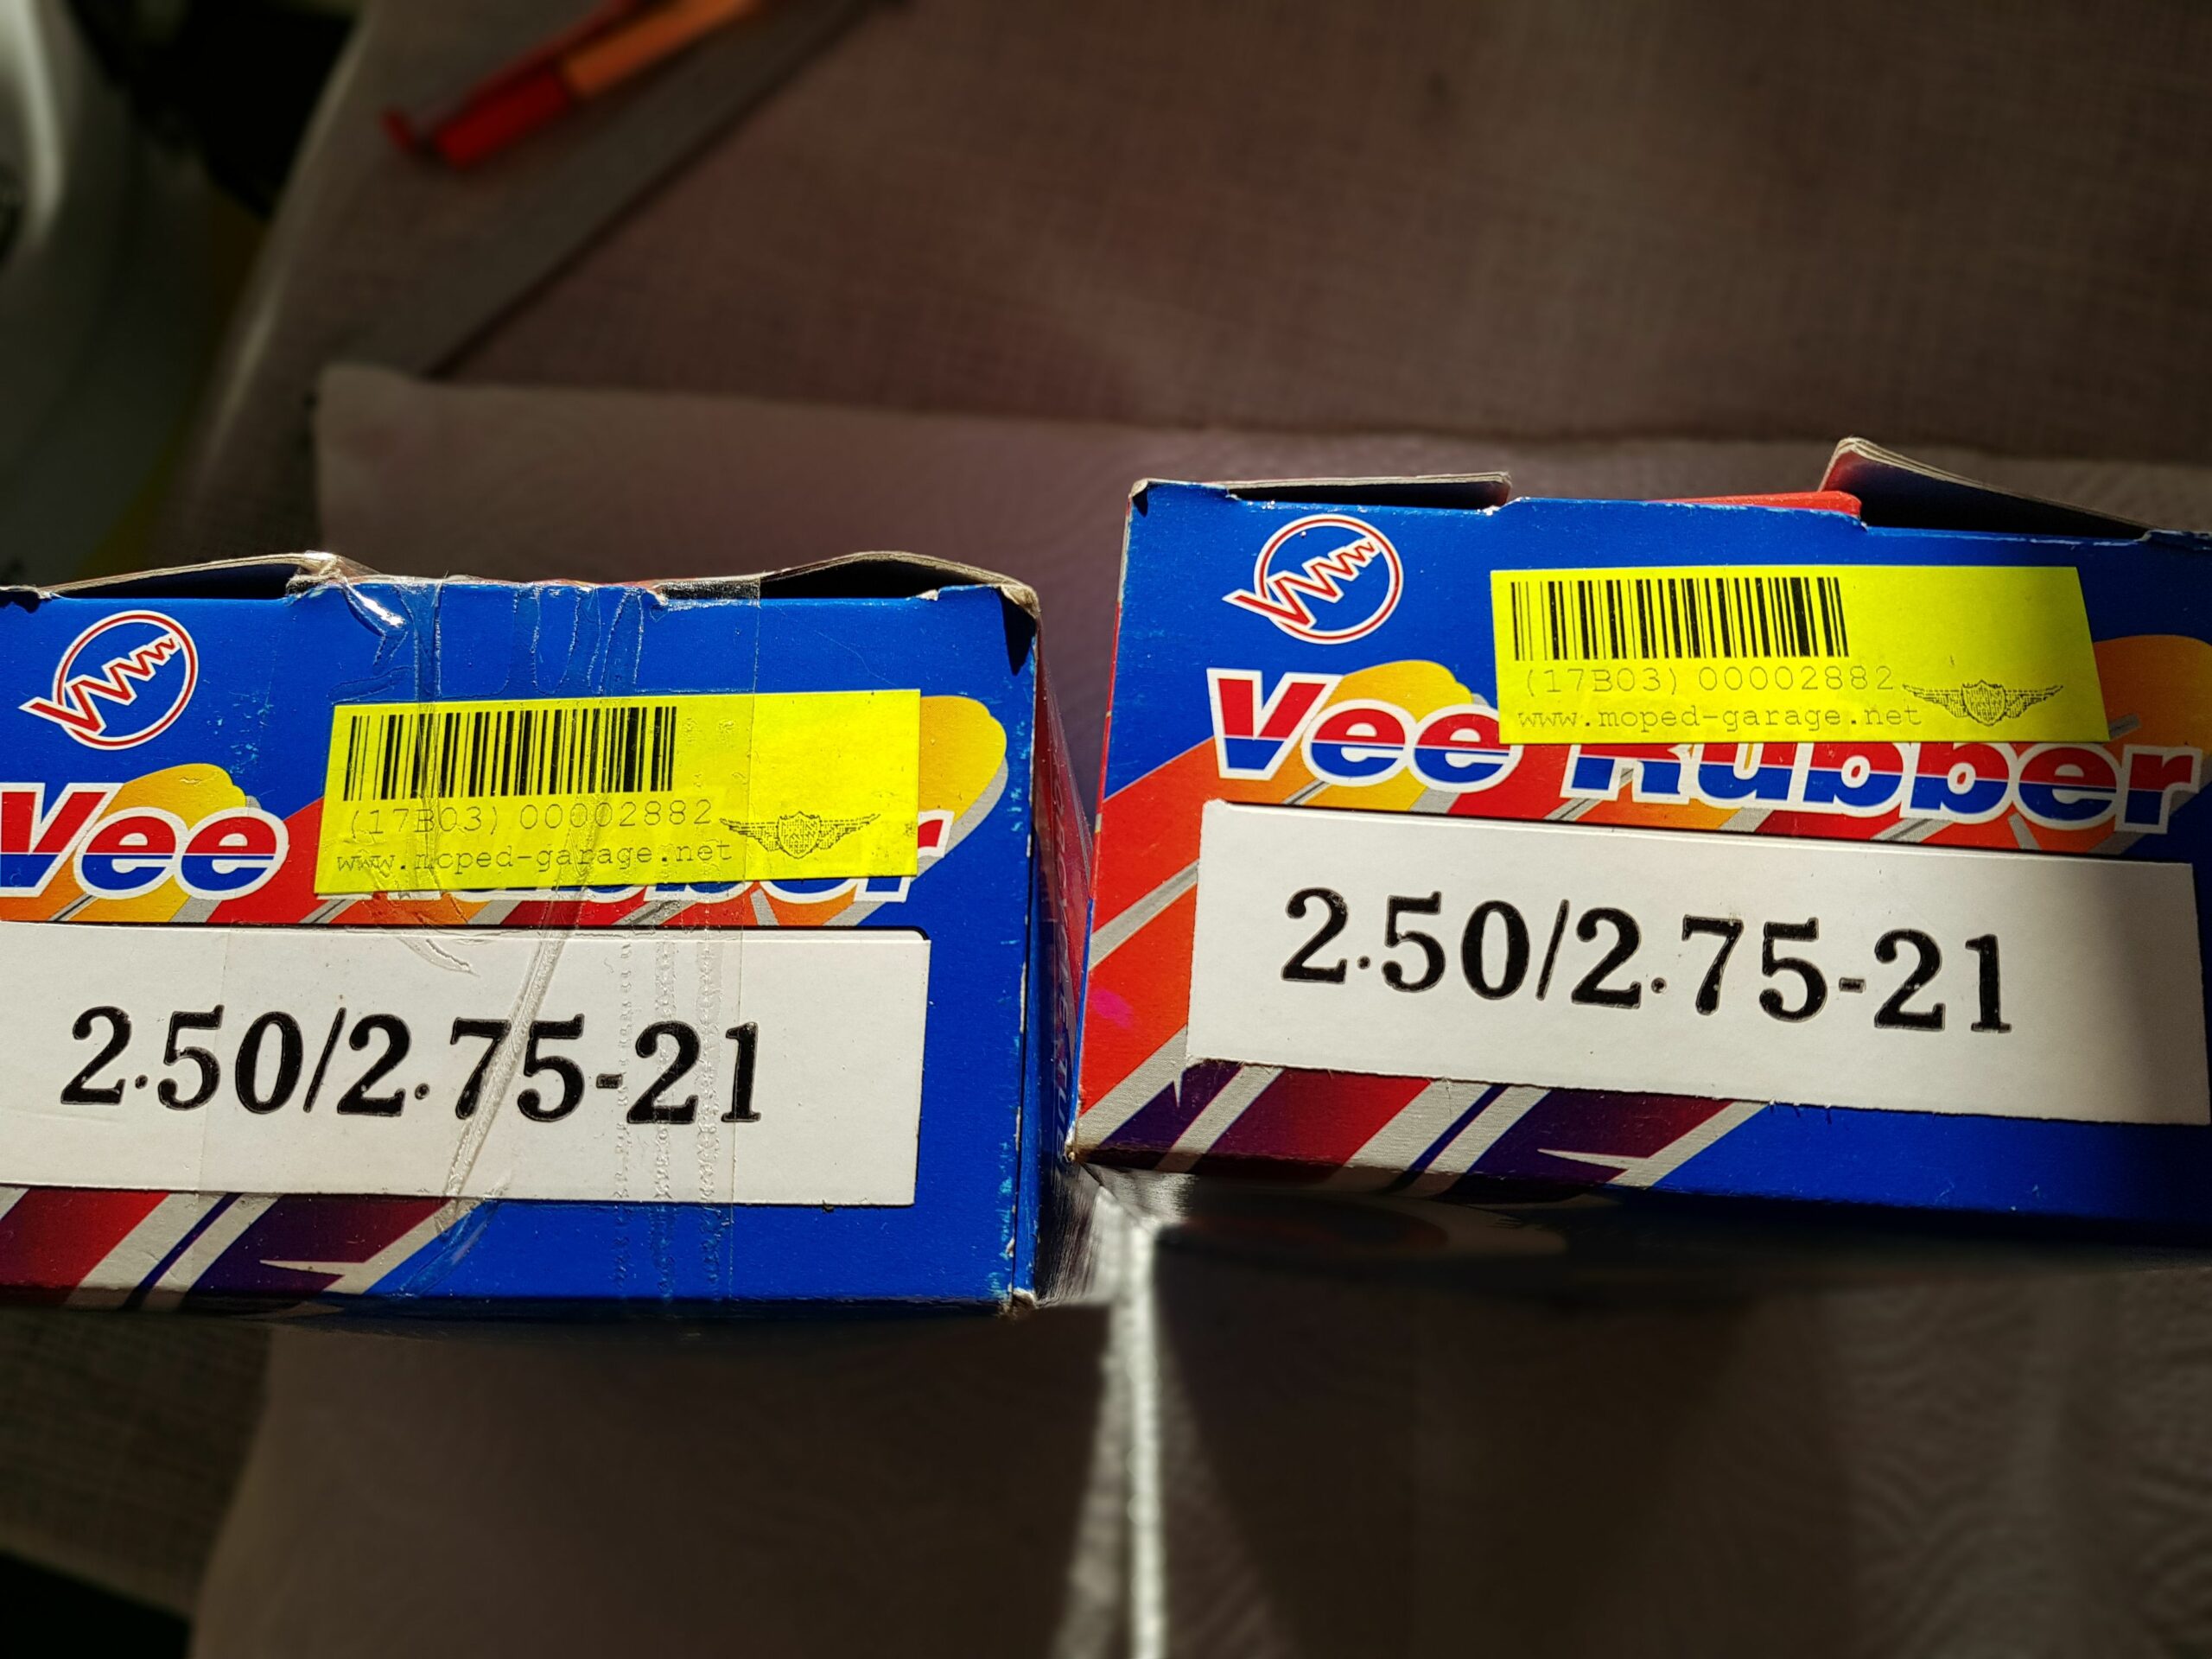 Vee Rubber
(17B03) 00002882
www.moped-garage.net
2.50/2.75-21
Vee Rubber
(17B03) 00002882
www.moped-garage.net
2.50/2.75-21